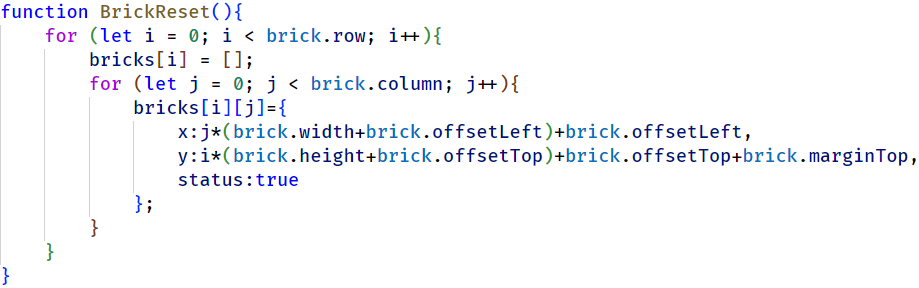 function BrickReset(){
    for (let i = 0; i < brick.row; i++){
        bricks[i] = [];
        for (let j = 0; j < brick.column; j++){
            bricks[i][j]={
                x:j*(brick.width+brick.offsetLeft)+brick.offsetLeft,
                y:i*(brick.height+brick.offsetTop)+brick.offsetTop+brick.marginTop,
                status:true
            };
        }
    }
}